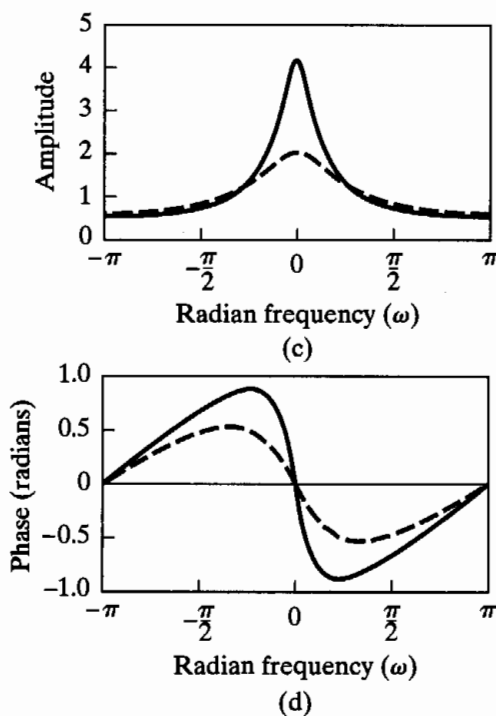 5
4
3
2
1
0
Amplitude
−π
−π/2
0
π/2
π
Radian frequency (ω)
(c)
1.0
0.5
0
−0.5
−1.0
Phase (radians)
−π
−π/2
0
π/2
π
Radian frequency (ω)
(d)